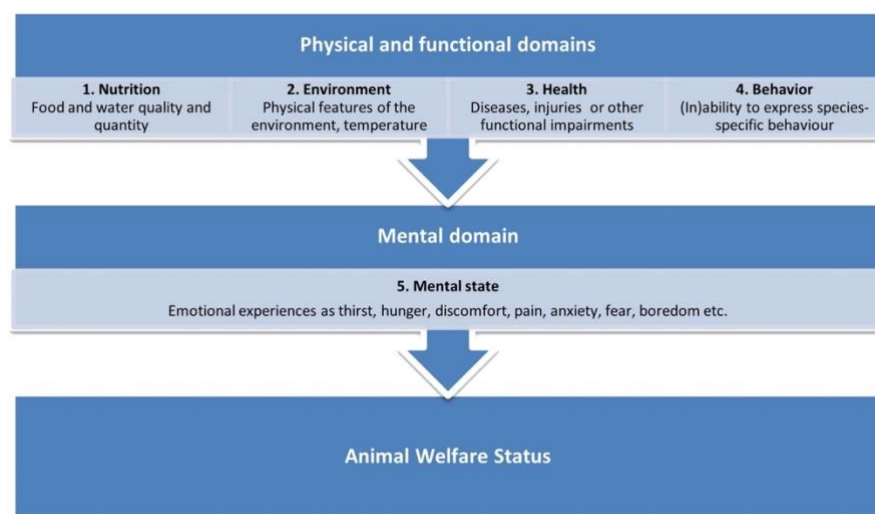 Physical and functional domains
1. Nutrition
Food and water quality and
quantity
2. Environment
Physical features of the
environment, temperature
3. Health
Diseases, injuries or other
functional impairments
4. Behavior
(In)ability to express species-
specific behaviour
Mental domain
5. Mental state
Emotional experiences as thirst, hunger, discomfort, pain, anxiety, fear, boredom etc.
Animal Welfare Status